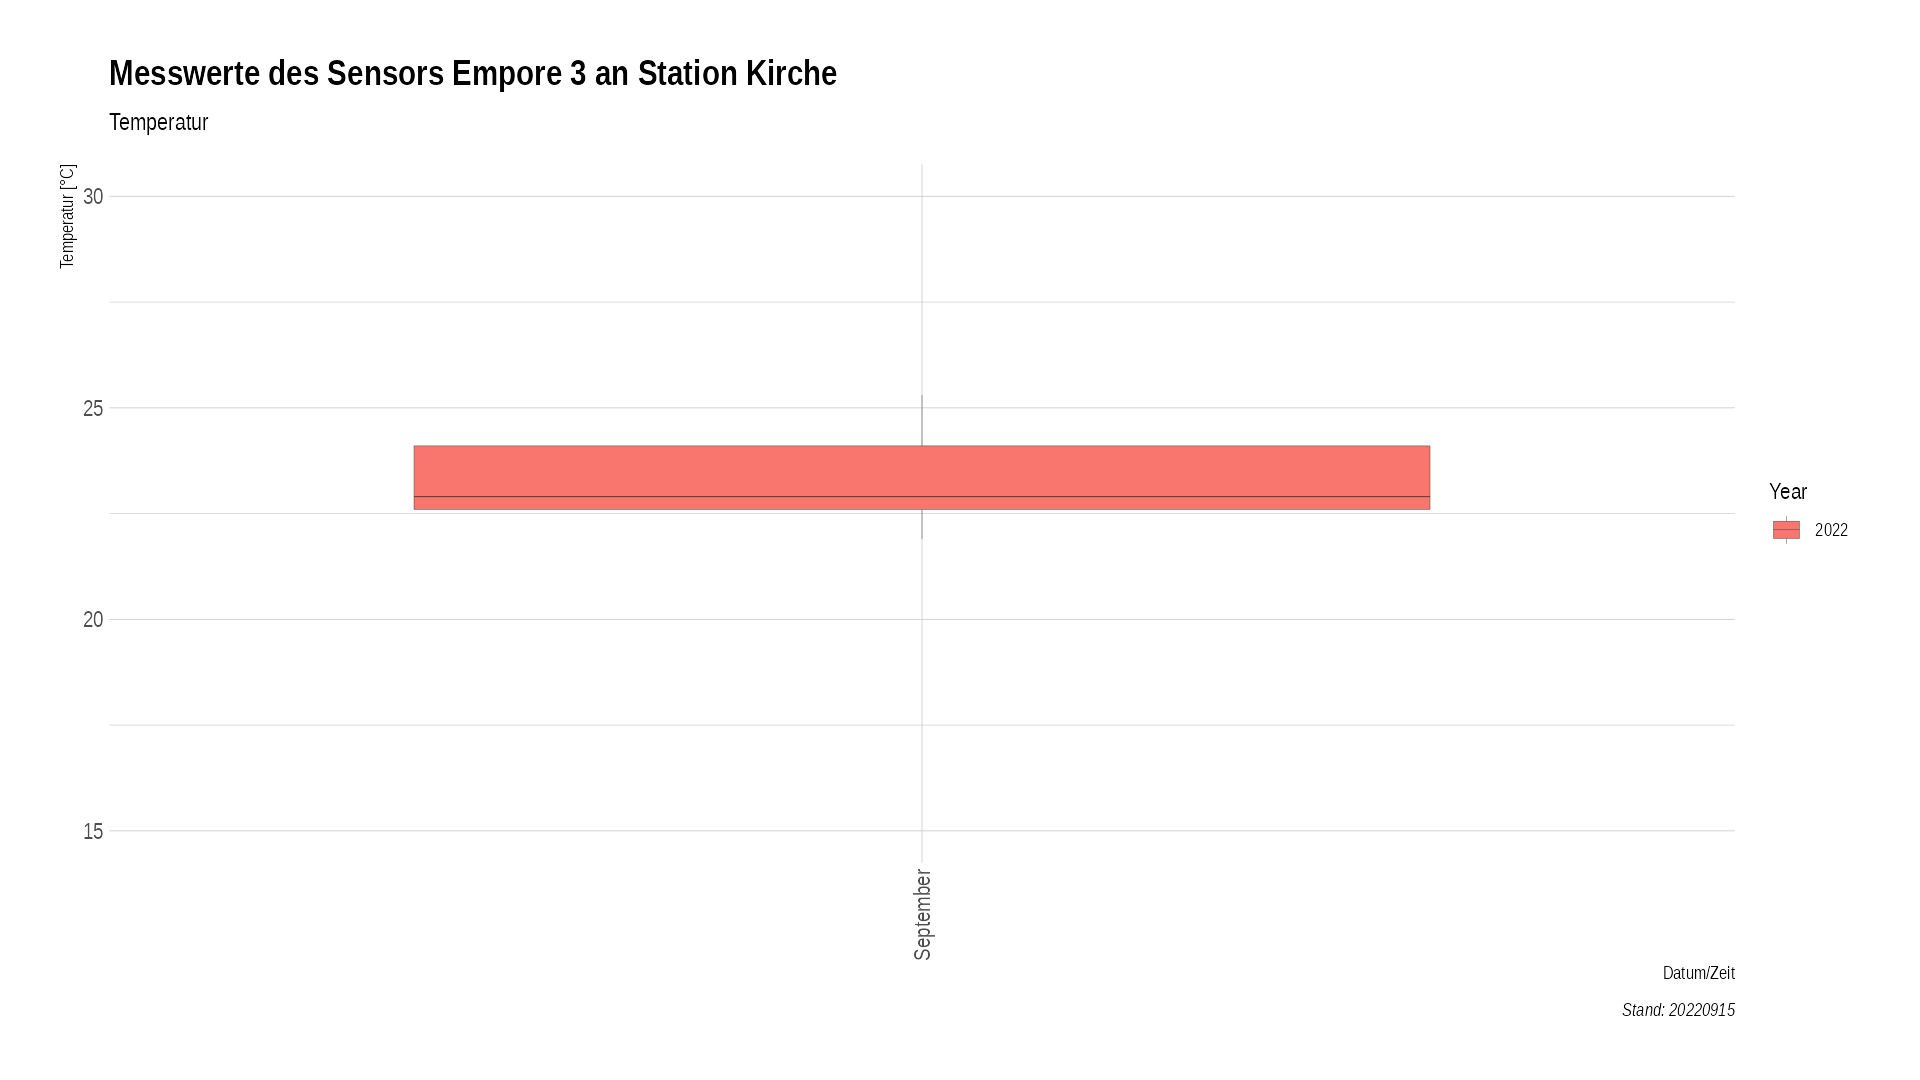 Messwerte des Sensors Empore 3 an Station Kirche
Temperatur
Temperatur [°C]
30
25
20
15
September
Datum/Zeit
Stand: 20220915
Year
2022